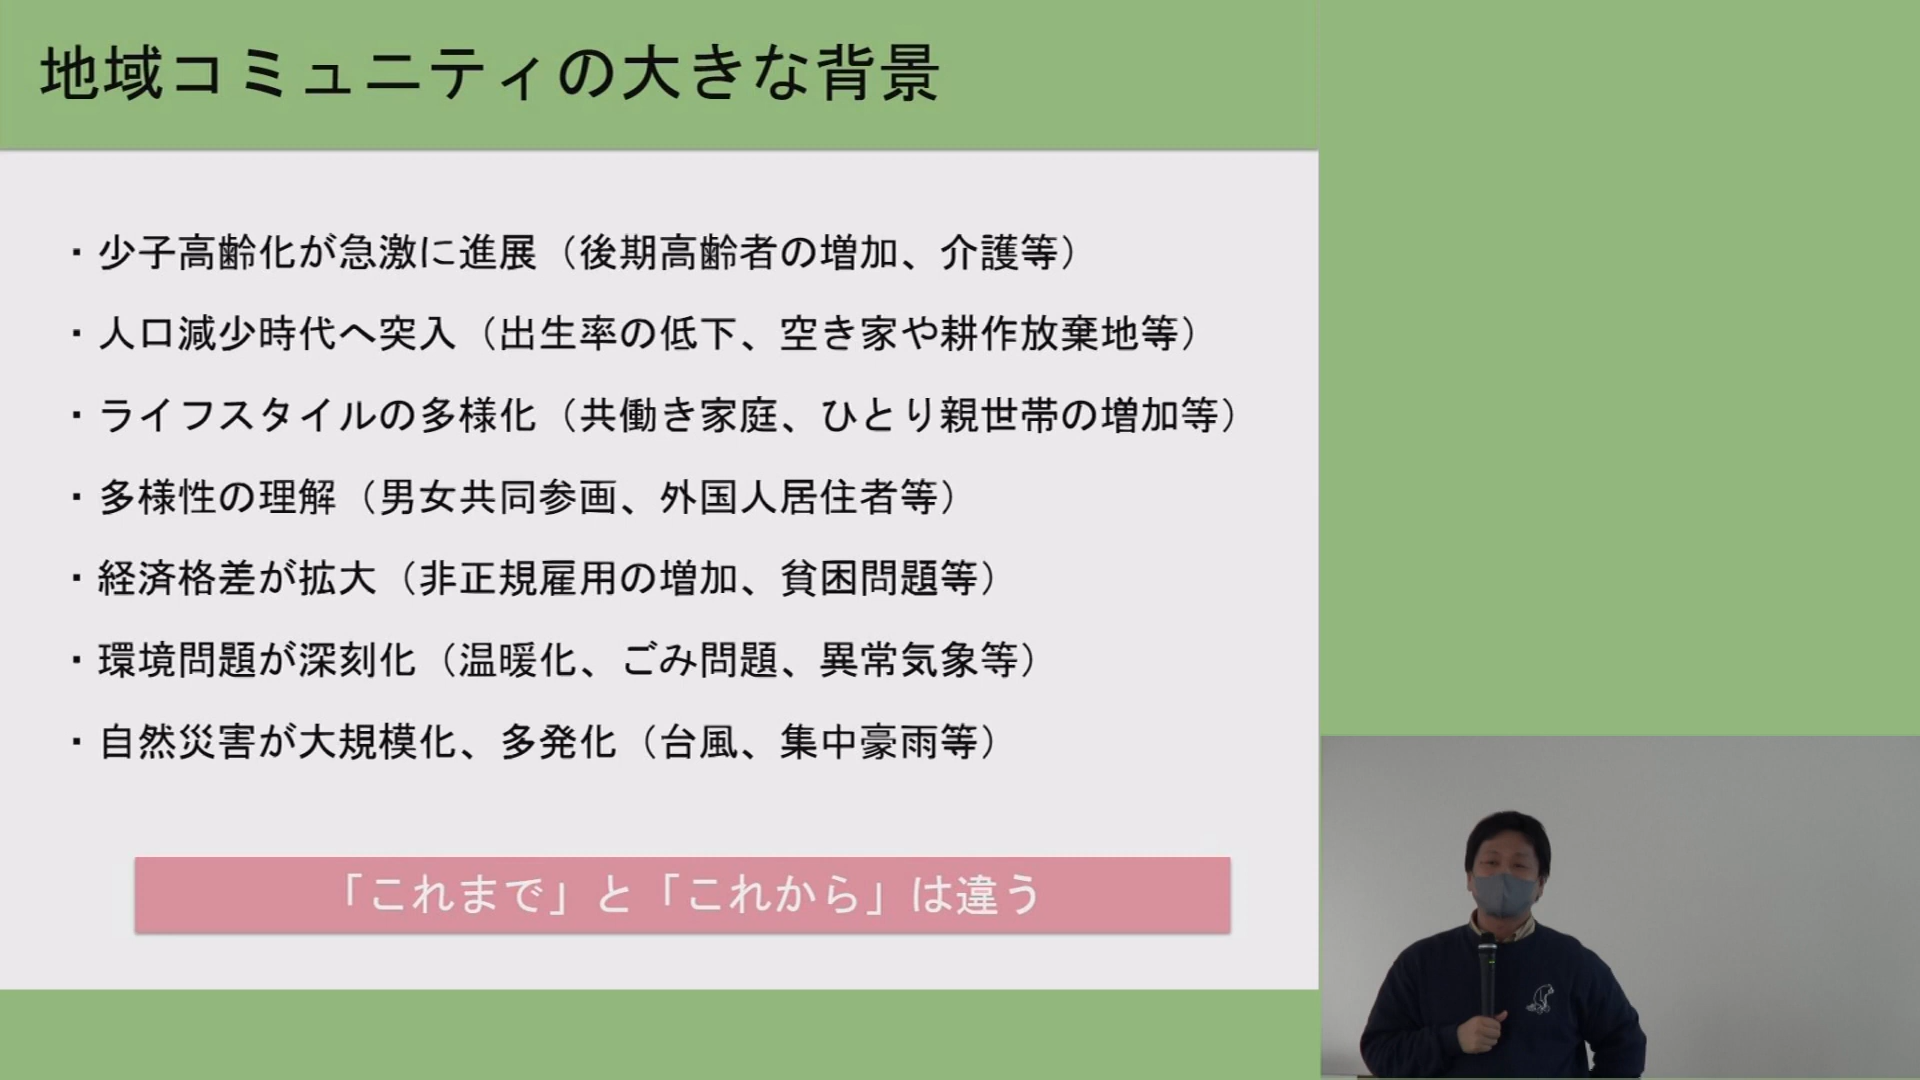 地域コミュニティの大きな背景
・少子高齢化が急激に進展（後期高齢者の増加、介護等）
・人口減少時代へ突入（出生率の低下、空き家や耕作放棄地等）
・ライフスタイルの多様化（共働き家庭、ひとり親世帯の増加等）
・多様性の理解（男女共同参画、外国人居住者等）
・経済格差が拡大（非正規雇用の増加、貧困問題等）
・環境問題が深刻化（温暖化、ごみ問題、異常気象等）
・自然災害が大規模化、多発化（台風、集中豪雨等）
「これまで」と「これから」は違う